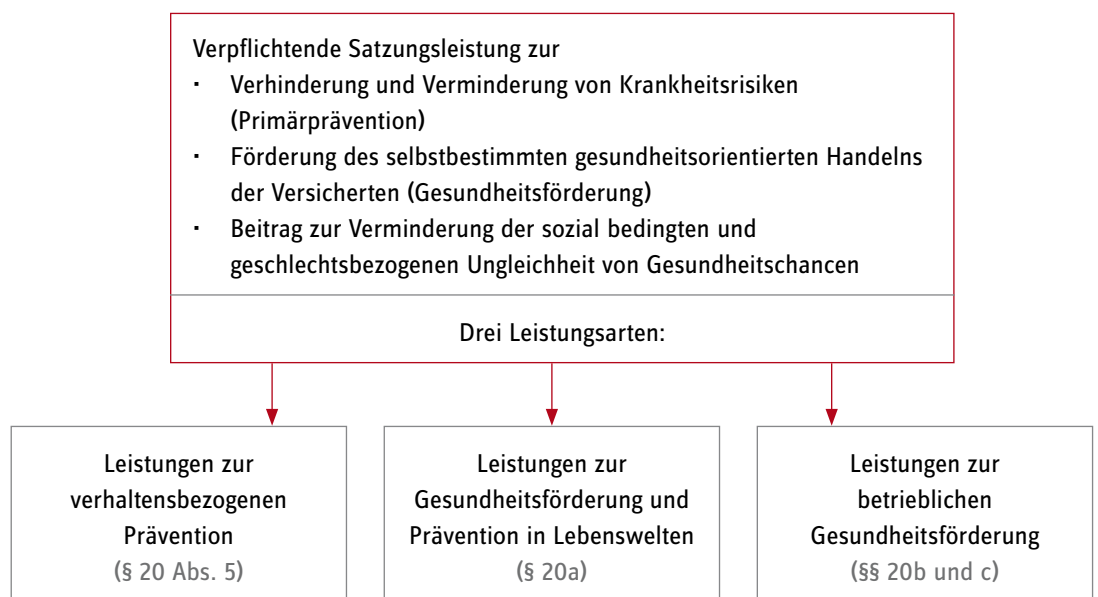 Verpflichtende Satzungsleistung zur
· Verhinderung und Verminderung von Krankheitsrisiken
(Primärprävention)
· Förderung des selbstbestimmten gesundheitsorientierten Handelns
der Versicherten (Gesundheitsförderung)
· Beitrag zur Verminderung der sozial bedingten und
geschlechtsbezogenen Ungleichheit von Gesundheitschancen
Drei Leistungsarten:
Leistungen zur
verhaltensbezogenen
Prävention
(§ 20 Abs. 5)
Leistungen zur
Gesundheitsförderung und
Prävention in Lebenswelten
(§ 20a)
Leistungen zur
betrieblichen
Gesundheitsförderung
(§§ 20b und c)